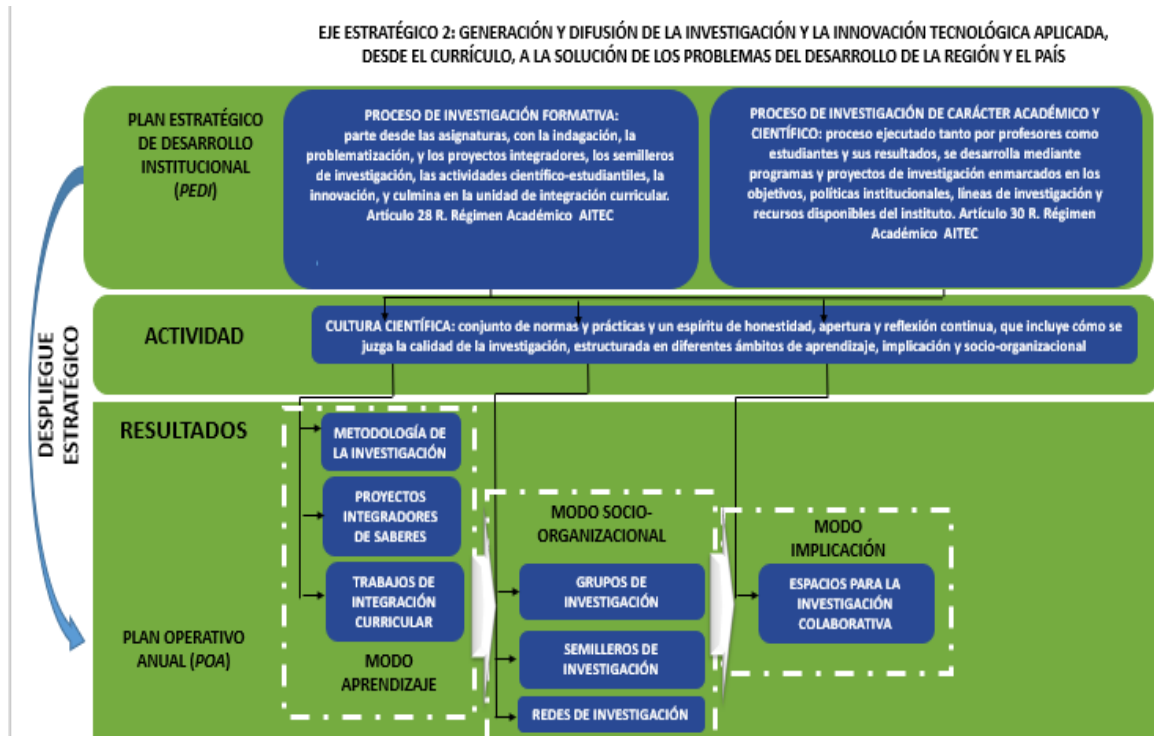 EJE ESTRATÉGICO 2: GENERACIÓN Y DIFUSIÓN DE LA INVESTIGACIÓN Y LA INNOVACIÓN TECNOLÓGICA APLICADA,
DESDE EL CURRÍCULO, A LA SOLUCIÓN DE LOS PROBLEMAS DEL DESARROLLO DE LA REGIÓN Y EL PAÍS
DESPLIEGUE
ESTRATÉGICO
PLAN ESTRATÉGICO
DE DESARROLLO
INSTITUCIONAL
(PEDI)
PROCESO DE INVESTIGACIÓN FORMATIVA:
parte desde las asignaturas, con la indagación, la
problematización, y los proyectos integradores, los semilleros
de investigación, las actividades científico-estudiantiles, la
innovación, y culmina en la unidad de integración curricular.
Artículo 28 R. Régimen Académico AITEC
PROCESO DE INVESTIGACIÓN DE CARÁCTER ACADÉMICO Y
CIENTÍFICO: proceso ejecutado tanto por profesores como
estudiantes y sus resultados, se desarrolla mediante
programas y proyectos de investigación enmarcados en los
objetivos, políticas institucionales, líneas de investigación y
recursos disponibles del instituto. Artículo 30 R. Régimen
Académico AITEC
ACTIVIDAD
CULTURA CIENTÍFICA: conjunto de normas y prácticas y un espíritu de honestidad, apertura y reflexión continua, que incluye cómo se
juzga la calidad de la investigación, estructurada en diferentes ámbitos de aprendizaje, implicación y socio-organizacional
RESULTADOS
METODOLOGÍA DE
LA INVESTIGACIÓN
PROYECTOS
INTEGRADORES
DE SABERES
TRABAJOS DE
INTEGRACIÓN
CURRICULAR
MODO
APRENDIZAJE
MODO SOCIO-
ORGANIZACIONAL
GRUPOS DE
INVESTIGACIÓN
SEMILLEROS DE
INVESTIGACIÓN
REDES DE INVESTIGACIÓN
MODO
IMPLICACIÓN
ESPACIOS PARA LA
INVESTIGACIÓN
COLABORATIVA
PLAN OPERATIVO
ANUAL (POA)